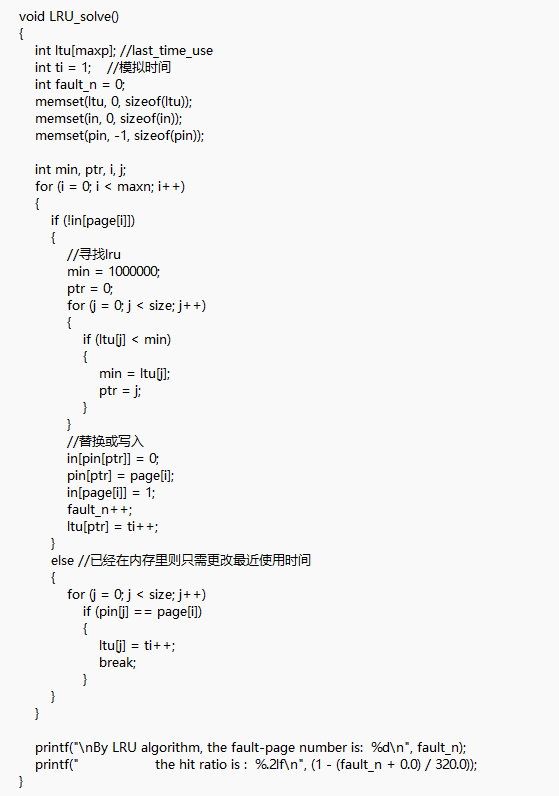 void LRU_solve()
{
    int ltu[maxp]; //last_time_use
    int ti = 1;    //模拟时间
    int fault_n = 0;
    memset(ltu, 0, sizeof(ltu));
    memset(in, 0, sizeof(in));
    memset(pin, -1, sizeof(pin));

    int min, ptr, i, j;
    for (i = 0; i < maxn; i++)
    {
        if (!in[page[i]])
        {
            //寻找lru
            min = 1000000;
            ptr = 0;
            for (j = 0; j < size; j++)
            {
                if (ltu[j] < min)
                {
                    min = ltu[j];
                    ptr = j;
                }
            }
            //替换或写入
            in[pin[ptr]] = 0;
            pin[ptr] = page[i];
            in[page[i]] = 1;
            fault_n++;
            ltu[ptr] = ti++;
        }
        else //已经在内存里则只需更改最近使用时间
        {
            for (j = 0; j < size; j++)
                if (pin[j] == page[i])
                {
                    ltu[j] = ti++;
                    break;
                }
        }
    }

    printf("\nBy LRU algorithm, the fault-page number is:  %d\n", fault_n);
    printf("                    the hit ratio is :  %.2lf\n", (1 - (fault_n + 0.0) / 320.0));
}